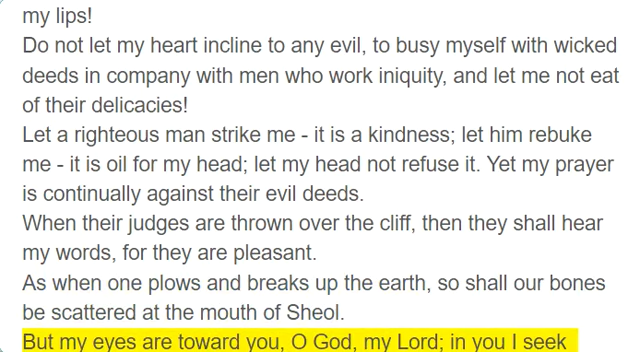 my lips!
Do not let my heart incline to any evil, to busy myself with wicked
deeds in company with men who work iniquity, and let me not eat
of their delicacies!
Let a righteous man strike me - it is a kindness; let him rebuke
me - it is oil for my head; let my head not refuse it. Yet my prayer
is continually against their evil deeds.
When their judges are thrown over the cliff, then they shall hear
my words, for they are pleasant.
As when one plows and breaks up the earth, so shall our bones
be scattered at the mouth of Sheol.
But my eyes are toward you, O God, my Lord; in you I seek